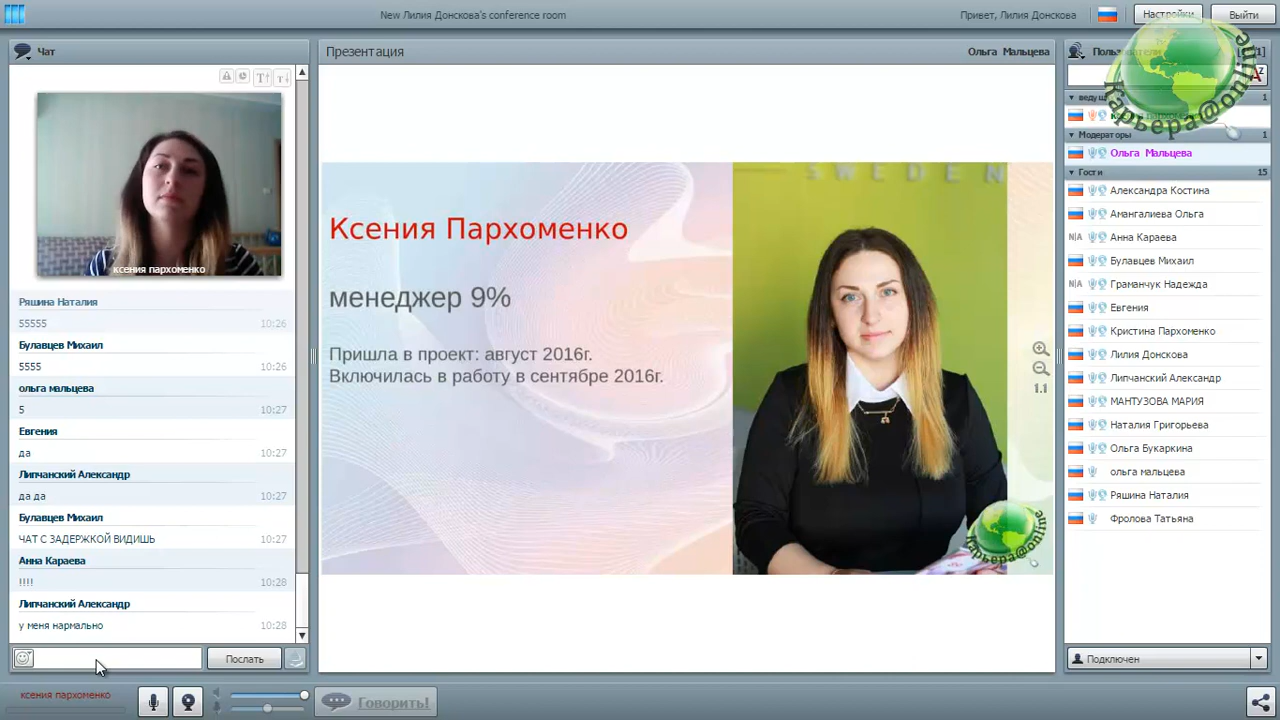 New Лилия Донскова's conference room
Привет, Лилия Донскова
Настройки
Выйти
Чат
ксения пархоменко
Ряшина Наталия
55555 10:26
Булавцев Михаил
5555 10:26
ольга мальцева
5 10:27
Евгения
да 10:27
Липчанский Александр
да да 10:27
Булавцев Михаил
ЧАТ С ЗАДЕРЖКОЙ ВИДИШЬ 10:27
Анна Караева
!!!! 10:28
Липчанский Александр
у меня нармально 10:28
Послать
Презентация
Ольга Мальцева
SWEDEN
Ксения Пархоменко
менеджер 9%
Пришла в проект: август 2016г.
Включилась в работу в сентябре 2016г.
карьера@online
1:1
карьера@online
Модераторы 1
Ольга Мальцева
Гости 15
Александра Костина
Амангалиева Ольга
N/A Анна Караева
Булавцев Михаил
N/A Граманчук Надежда
Евгения
Кристина Пархоменко
Лилия Донскова
Липчанский Александр
МАНТУЗОВА МАРИЯ
Наталия Григорьева
Ольга Букаркина
ольга мальцева
Ряшина Наталия
Фролова Татьяна
Подключен
ксения пархоменко
Говорить!